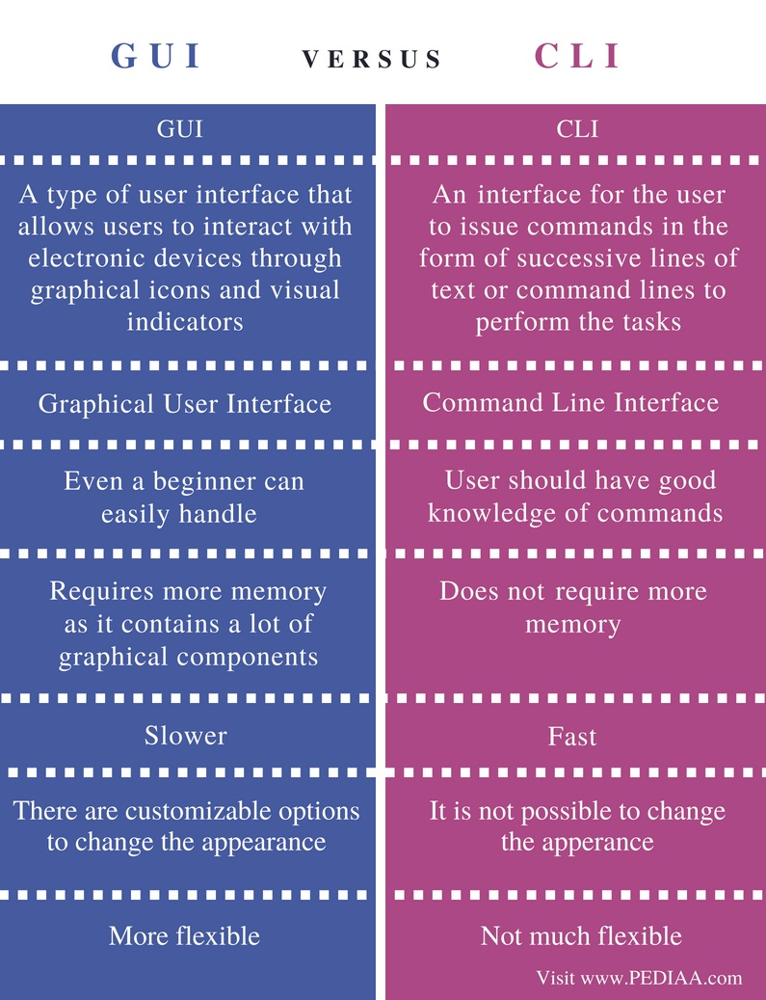 GUI VERSUS CLI
GUI
CLI
A type of user interface that
allows users to interact with
electronic devices through
graphical icons and visual
indicators
An interface for the user
to issue commands in the
form of successive lines of
text or command lines to
perform the tasks
Graphical User Interface
Command Line Interface
Even a beginner can
easily handle
User should have good
knowledge of commands
Requires more memory
as it contains a lot of
graphical components
Does not require more
memory
Slower
Fast
There are customizable options
to change the appearance
It is not possible to change
the apperance
More flexible
Not much flexible
Visit www.PEDIAA.com